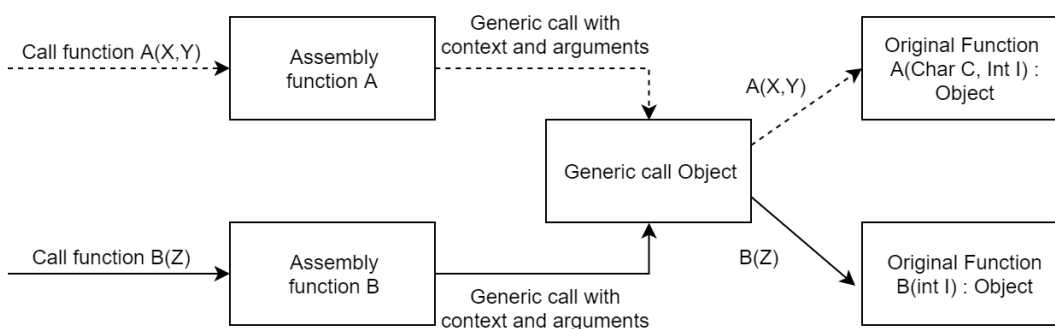 Call function A(X,Y)
Assembly
function A
Generic call with
context and arguments
A(X,Y)
Original Function
A(Char C, Int I) :
Object
Generic call Object
Call function B(Z)
Assembly
function B
Generic call with
context and arguments
B(Z)
Original Function
B(int I) : Object